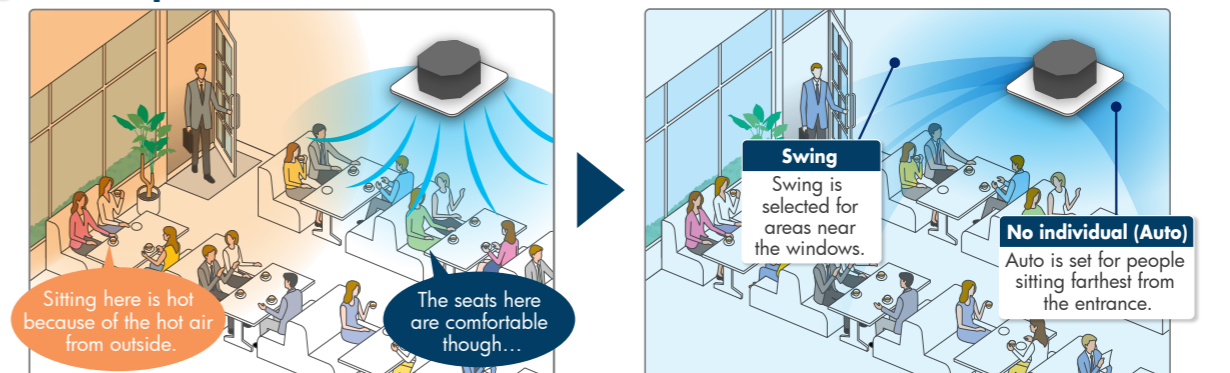 Sitting here is hot
because of the hot air
from outside.
The seats here
are comfortable
though…
Swing
Swing is
selected for
areas near
the windows.
No individual (Auto)
Auto is set for people
sitting farthest from
the entrance.